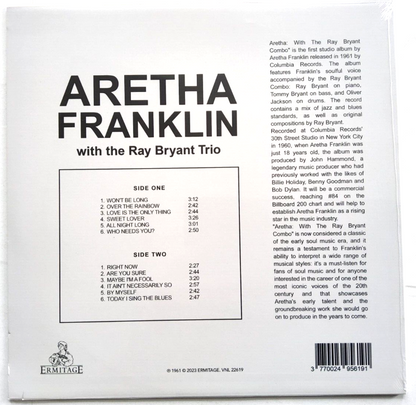 ARETHA
FRANKLIN
with the Ray Bryant Trio
SIDE ONE
1. WON'T BE LONG 3:12
2. OVER THE RAINBOW 2:42
3. LOVE IS THE ONLY THING 2:44
4. SWEET LOVER 3:26
5. ALL NIGHT LONG 3:01
6. WHO NEEDS YOU? 2:50
SIDE TWO
1. RIGHT NOW 2:27
2. ARE YOU SURE 2:44
3. MAYBE I'M A FOOL 3:20
4. IT AIN'T NECESSARILY SO 2:57
5. BY MYSELF 2:42
6. TODAY I SING THE BLUES 2:47
Aretha: With The Ray Bryant
Combo" is the first studio album by
Aretha Franklin released in 1961 by
Columbia Records. The album
features Franklin's soulful voice
accompanied by the Ray Bryant
Combo: Ray Bryant on piano,
Tommy Bryant on bass, and Oliver
Jackson on drums. The record
contains a mix of jazz and blues
standards, as well as original
compositions by Ray Bryant.
Recorded at Columbia Records'
30th Street Studio in New York City
in 1960, when Aretha Franklin was
just 18 years old, the album was
produced by John Hammond, a
legendary music producer who had
previously worked with the likes of
Billie Holiday, Benny Goodman and
Bob Dylan. It will be a commercial
success, reaching #84 on the
Billboard 200 chart and will help to
establish Aretha Franklin as a rising
star in the music industry.
"Aretha: With The Ray Bryant
Combo" is now considered a classic
of the early soul music era, and it
remains a testament to Franklin's
ability to interpret a wide range of
musical styles: it's a must-listen for
fans of soul music and for anyone
interested in the career of one of the
most iconic voices of the 20th
century and that showcases
Aretha's early talent and the
groundbreaking work she would go
on to produce in the years to come.
ERMITAGE
℗ 1961 © 2023 ERMITAGE, VNL 22619
3 770024 956191